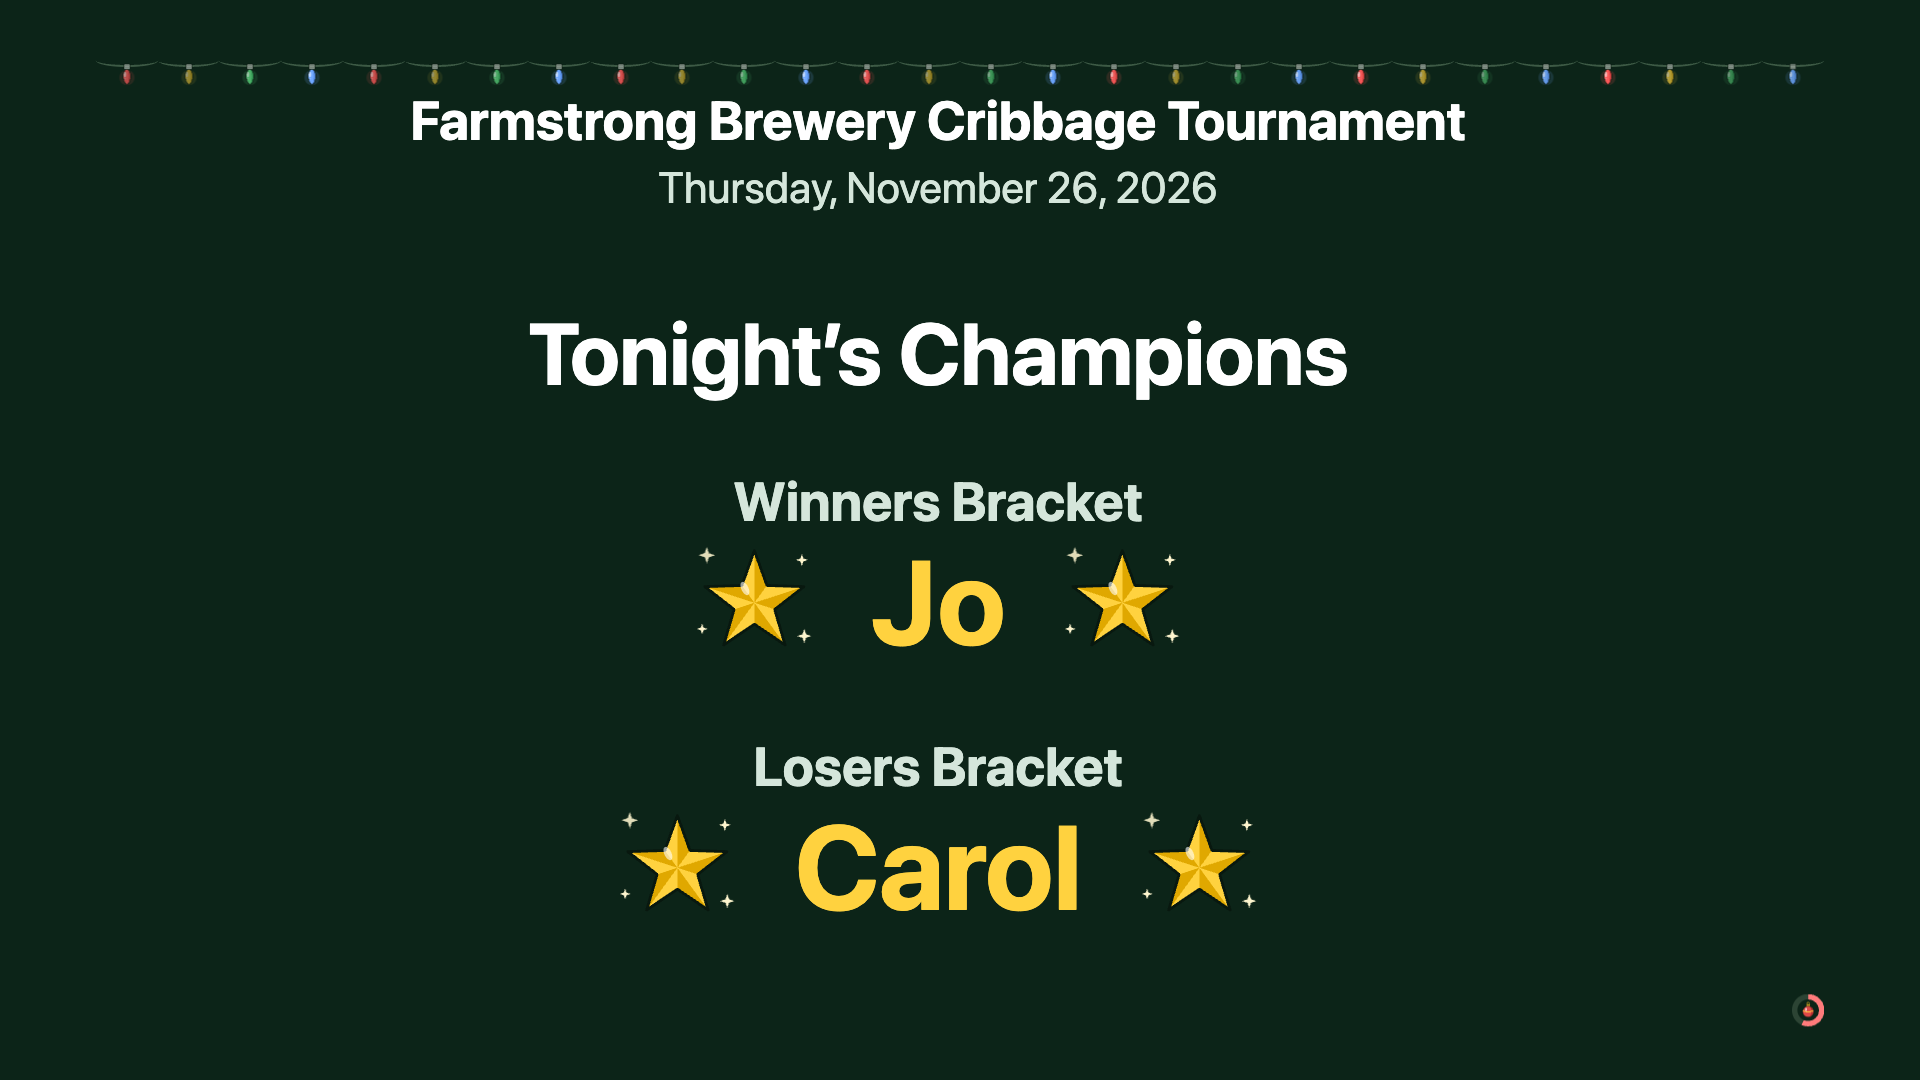 Farmstrong Brewery Cribbage Tournament
Thursday, November 26, 2026
Tonight’s Champions
Winners Bracket
Jo
Losers Bracket
Carol